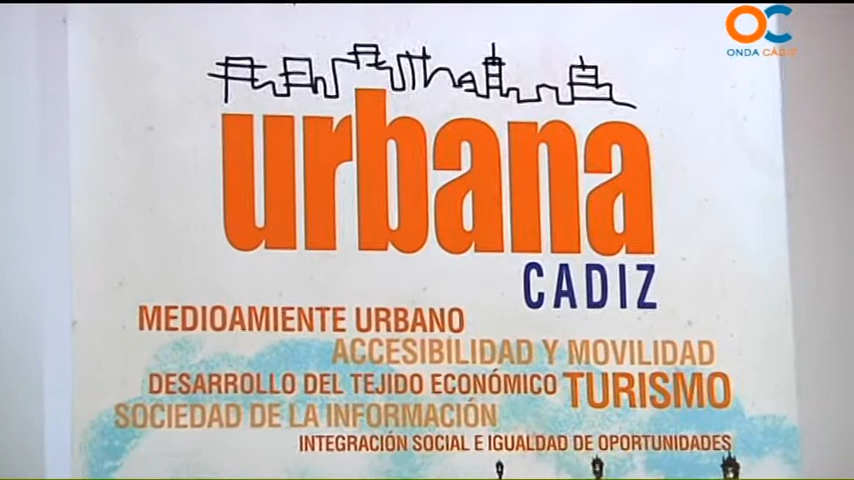 OC
ONDA CÁDIZ
urbana
CADIZ
MEDIOAMIENTE URBANO
ACCESIBILIDAD Y MOVILIDAD
DESARROLLO DEL TEJIDO ECONÓMICO TURISMO
SOCIEDAD DE LA INFORMACIÓN
INTEGRACIÓN SOCIAL E IGUALDAD DE OPORTUNIDADES